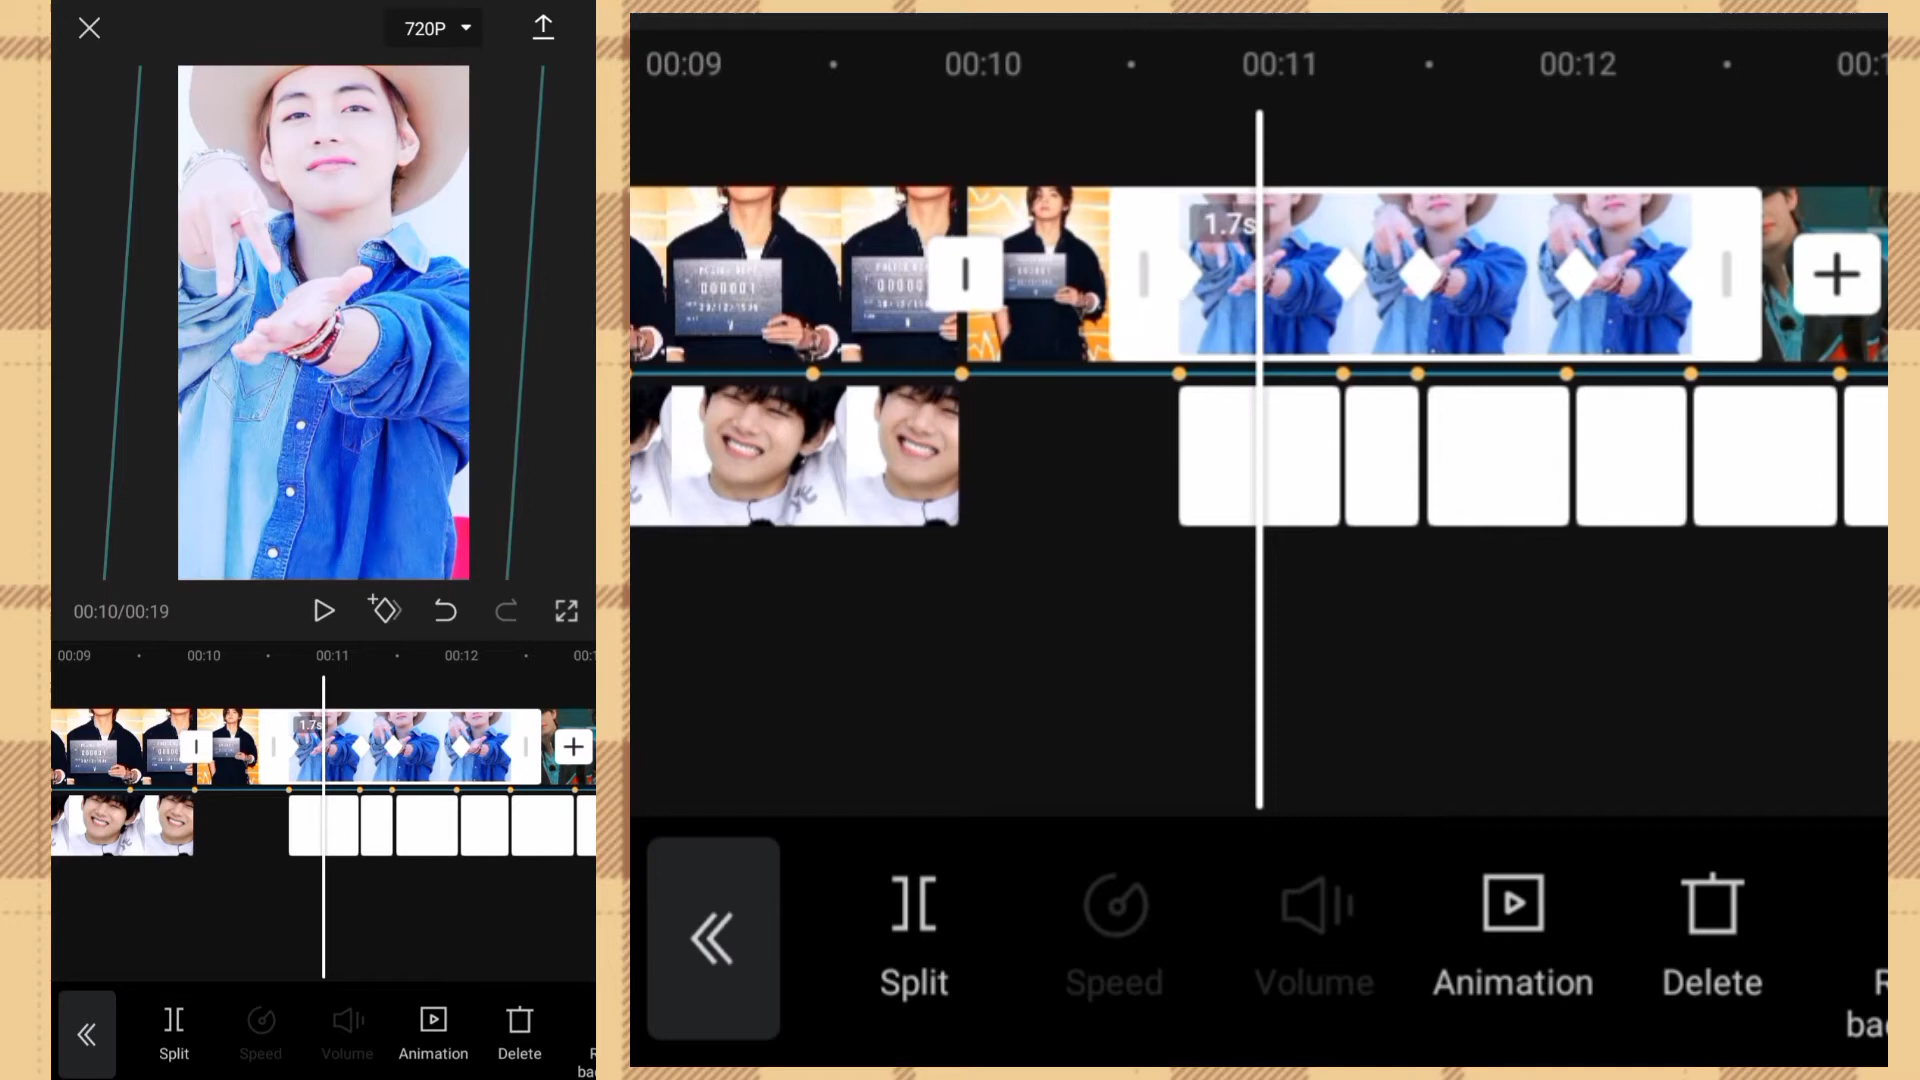 720P
00:10/00:19
00:09 00:10 00:11 00:12
1.7s
Split Speed Volume Animation Delete
00:09 00:10 00:11 00:12
1.7s
000001
Split Speed Volume Animation Delete